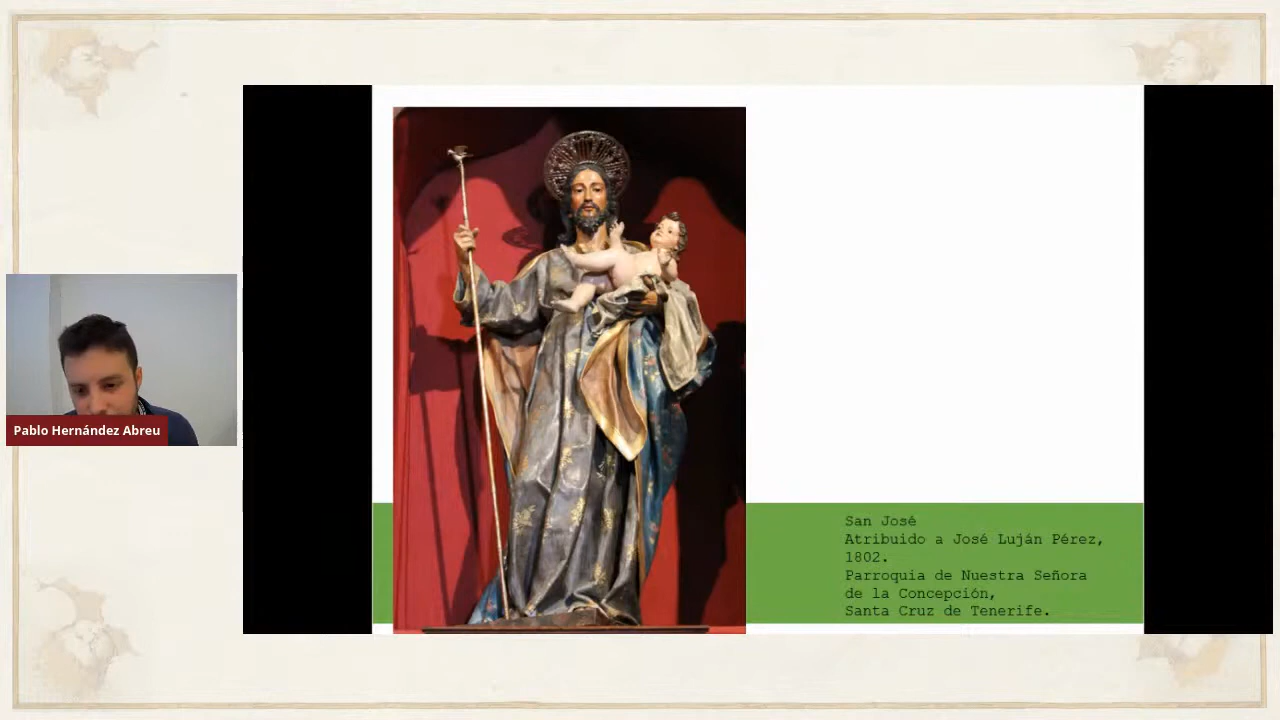 Pablo Hernández Abreu
San José
Atribuido a José Luján Pérez,
1802.
Parroquia de Nuestra Señora
de la Concepción,
Santa Cruz de Tenerife.